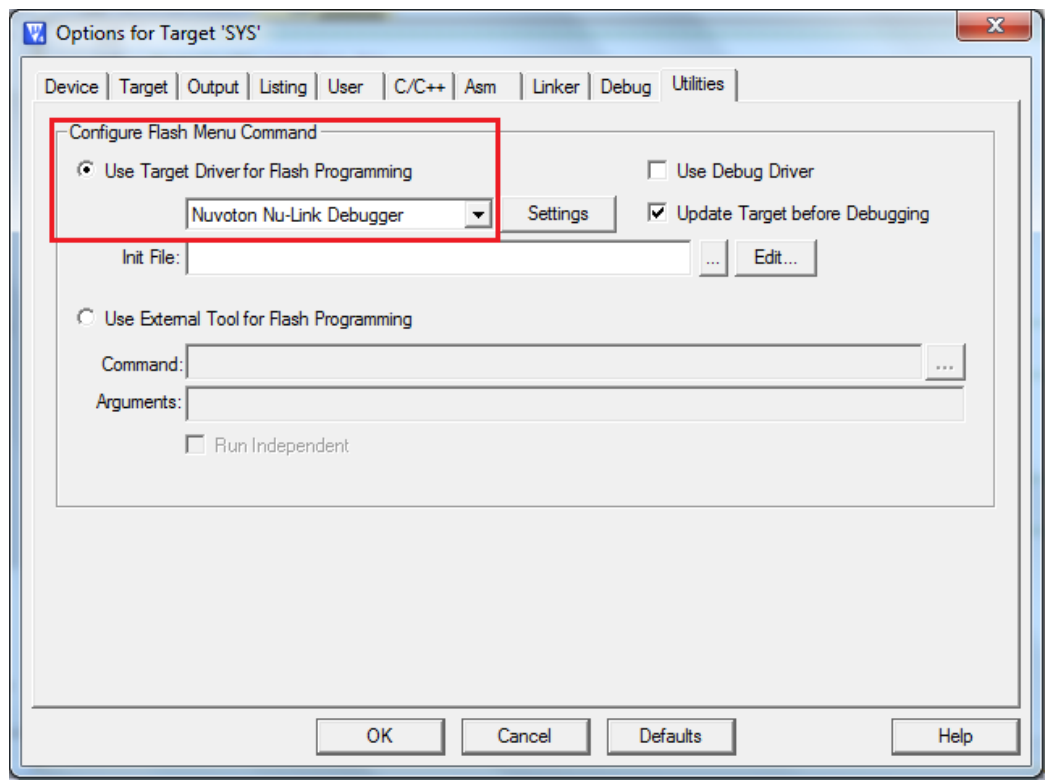 Options for Target 'SYS'
Device Target Output Listing User C/C++ Asm Linker Debug Utilities
Configure Flash Menu Command
Use Target Driver for Flash Programming Use Debug Driver
Nuvoton Nu-Link Debugger Settings Update Target before Debugging
Init File: ... Edit...
Use External Tool for Flash Programming
Command: ...
Arguments:
Run Independent
OK Cancel Defaults Help